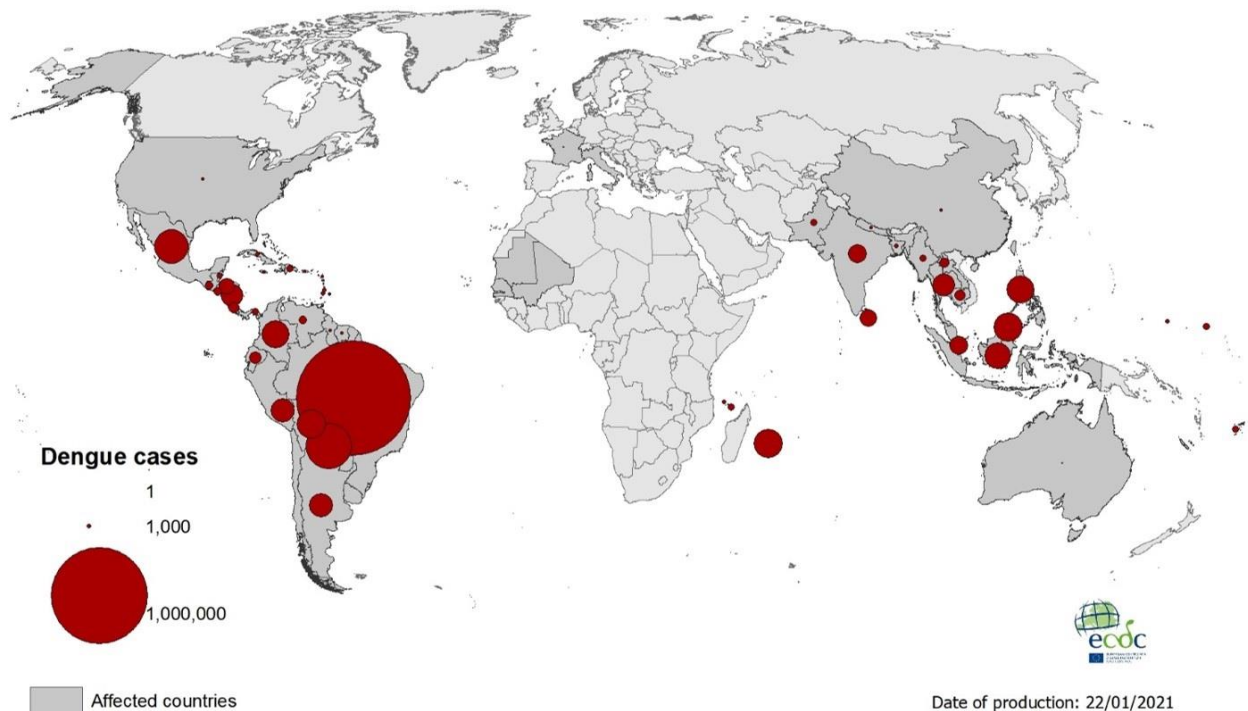 Dengue cases
1
1,000
1,000,000
ecdc
Affected countries
Date of production: 22/01/2021